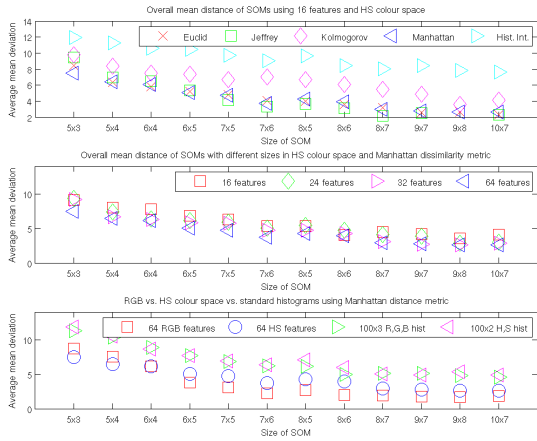 Overall mean distance of SOMs using 16 features and HS colour space
Average mean deviation
14
12
10
8
6
4
2
Euclid Jeffrey Kolmogorov Manhattan Hist. Int.
5x3 5x4 6x4 6x5 7x5 7x6 8x5 8x6 8x7 9x7 9x8 10x7
Size of SOM
Overall mean distance of SOMs with different sizes in HS colour space and Manhattan dissimilarity metric
Average mean deviation
10
5
0
16 features 24 features 32 features 64 features
5x3 5x4 6x4 6x5 7x5 7x6 8x5 8x6 8x7 9x7 9x8 10x7
Size of SOM
RGB vs. HS colour space vs. standard histograms using Manhattan distance metric
Average mean deviation
10
5
0
64 RGB features 64 HS features 100x3 R,G,B hist 100x2 H,S hist
5x3 5x4 6x4 6x5 7x5 7x6 8x5 8x6 8x7 9x7 9x8 10x7
Size of SOM